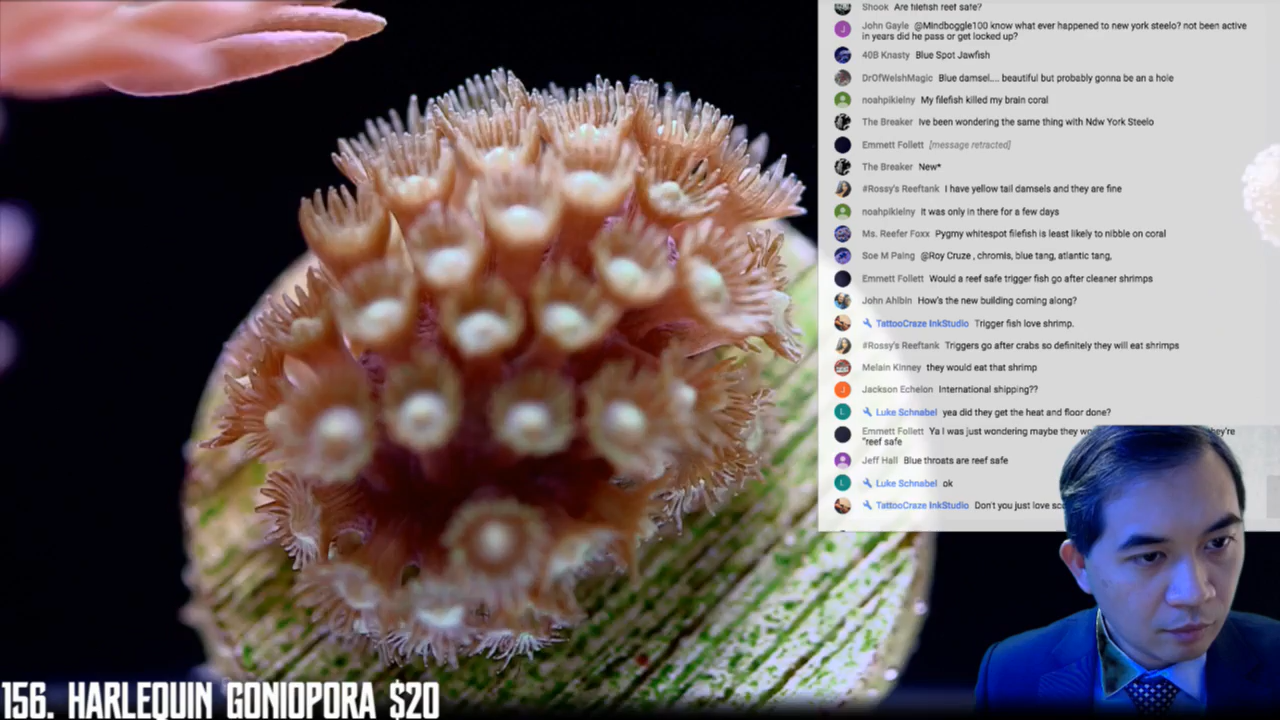 Shook Are filefish reef safe?
John Gayle @Mindboggle100 know what ever happened to new york steelo? not been active
in years did he pass or get locked up?
40B Knasty Blue Spot Jawfish
DrOfWelshMagic Blue damsel.... beautiful but probably gonna be an a hole
noahpikielny My filefish killed my brain coral
The Breaker Ive been wondering the same thing with Ndw York Steelo
Emmett Follett [message retracted]
The Breaker New*
#Rossy's Reeftank I have yellow tail damsels and they are fine
noahpikielny It was only in there for a few days
Ms. Reefer Foxx Pygmy whitespot filefish is least likely to nibble on coral
Soe M Paing @Roy Cruze , chromis, blue tang, atlantic tang,
Emmett Follett Would a reef safe trigger fish go after cleaner shrimps
John Ahlbin How's the new building coming along?
TattooCraze InkStudio Trigger fish love shrimp.
#Rossy's Reeftank Triggers go after crabs so definitely they will eat shrimps
Melain Kinney they would eat that shrimp
Jackson Echelon International shipping??
Luke Schnabel yea did they get the heat and floor done?
Emmett Follett Ya I was just wondering maybe they they're
"reef safe
Jeff Hall Blue throats are reef safe
Luke Schnabel ok
TattooCraze InkStudio Don't you just love
156. HARLEQUIN GONIOPORA $20